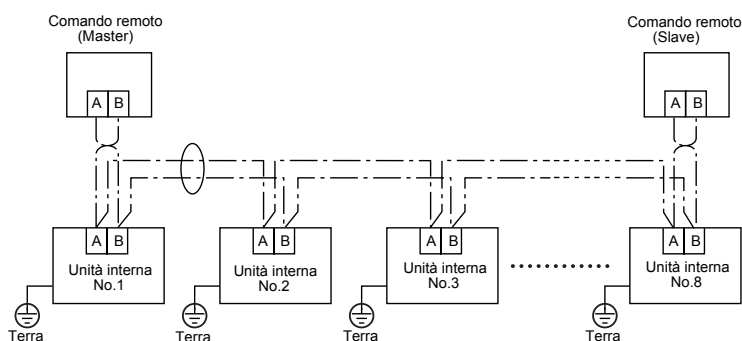 Comando remoto
(Master)
Comando remoto
(Slave)
A B
A B
A B
A B
A B
A B
Unità interna
No.1
Unità interna
No.2
Unità interna
No.3
Unità interna
No.8
Terra
Terra
Terra
Terra